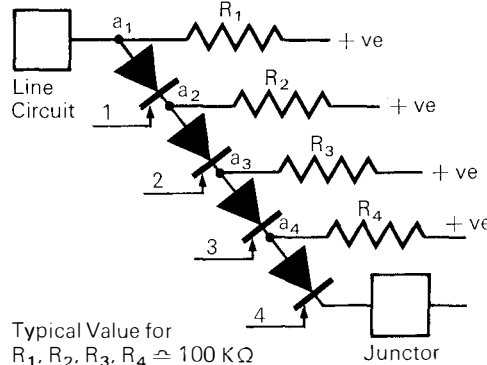 R₁
a₁
+ ve
Line
Circuit
R₂
a₂
+ ve
1
R₃
a₃
+ ve
2
R₄
a₄
+ ve
3
4
Typical Value for
R₁, R₂, R₃, R₄ ≏ 100 KΩ
Junctor